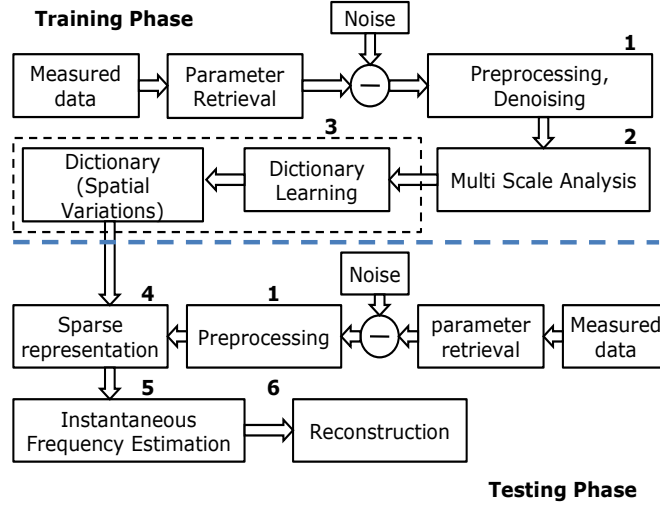 Training Phase
Noise
1
Measured
data
Parameter
Retrieval
—
Preprocessing,
Denoising
3
2
Dictionary
(Spatial
Variations)
Dictionary
Learning
Multi Scale Analysis
Noise
4
1
Sparse
representation
Preprocessing
—
parameter
retrieval
Measured
data
5
6
Instantaneous
Frequency Estimation
Reconstruction
Testing Phase